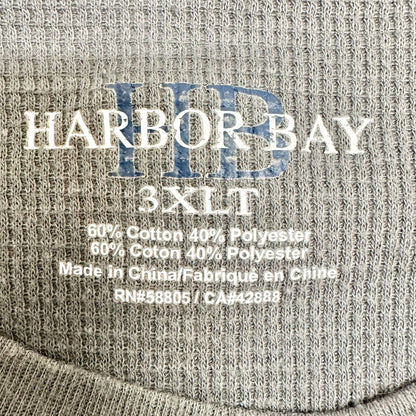 HB
HARBOR BAY
3XLT
60% Cotton 40% Polyester
60% Coton 40% Polyester
Made in China/Fabriqué en Chine
RN#58805 / CA#42888